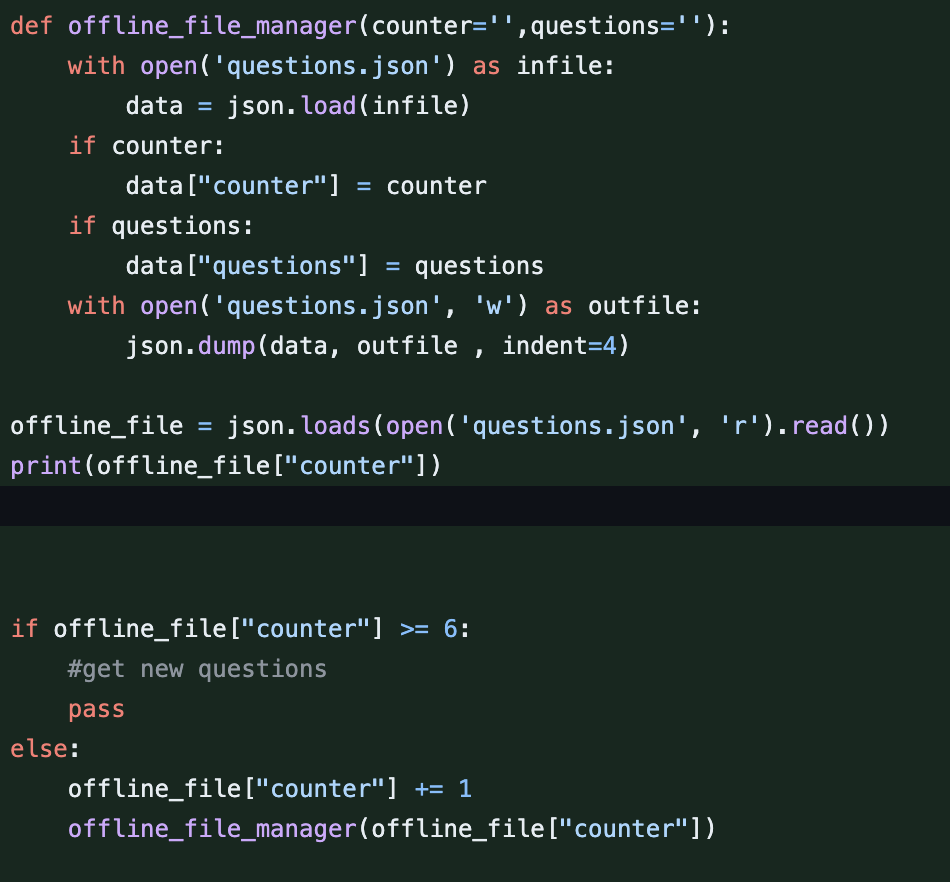 def offline_file_manager(counter='',questions=''):
    with open('questions.json') as infile:
        data = json.load(infile)
    if counter:
        data["counter"] = counter
    if questions:
        data["questions"] = questions
    with open('questions.json', 'w') as outfile:
        json.dump(data, outfile , indent=4)

offline_file = json.loads(open('questions.json', 'r').read())
print(offline_file["counter"])

if offline_file["counter"] >= 6:
    #get new questions
    pass
else:
    offline_file["counter"] += 1
    offline_file_manager(offline_file["counter"])